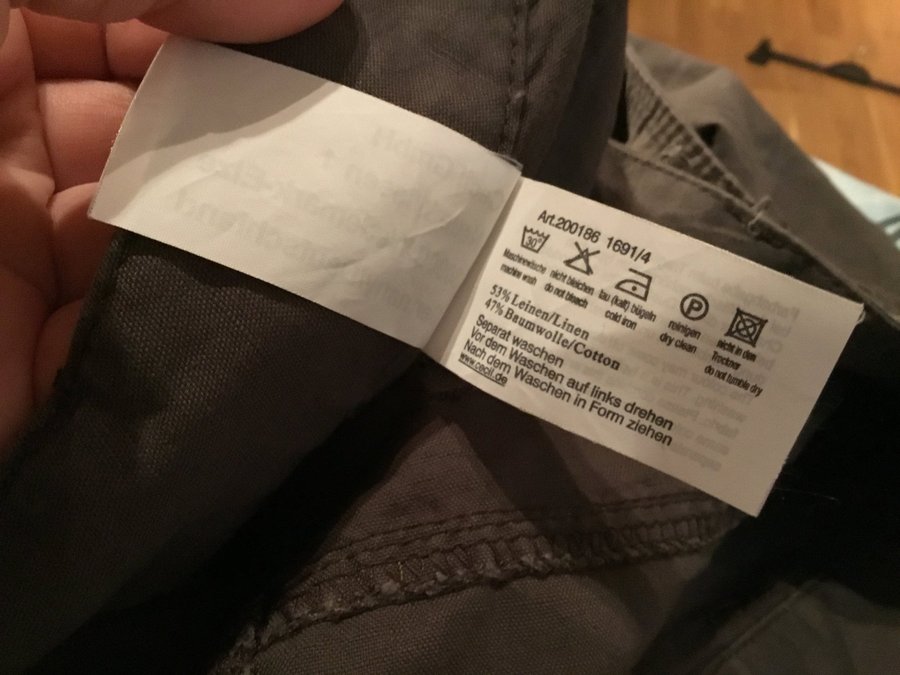 Art.200186 1691/4
30°
Maschinenwäsche
machine wash
nicht bleichen
do not bleach
lau (kalt) bügeln
cold iron
P
reinigen
dry clean
nicht in den
Trockner
do not tumble dry
53% Leinen/Linen
47% Baumwolle/Cotton
Separat waschen
Vor dem Waschen auf links drehen
Nach dem Waschen in Form ziehen
www.cecil.de